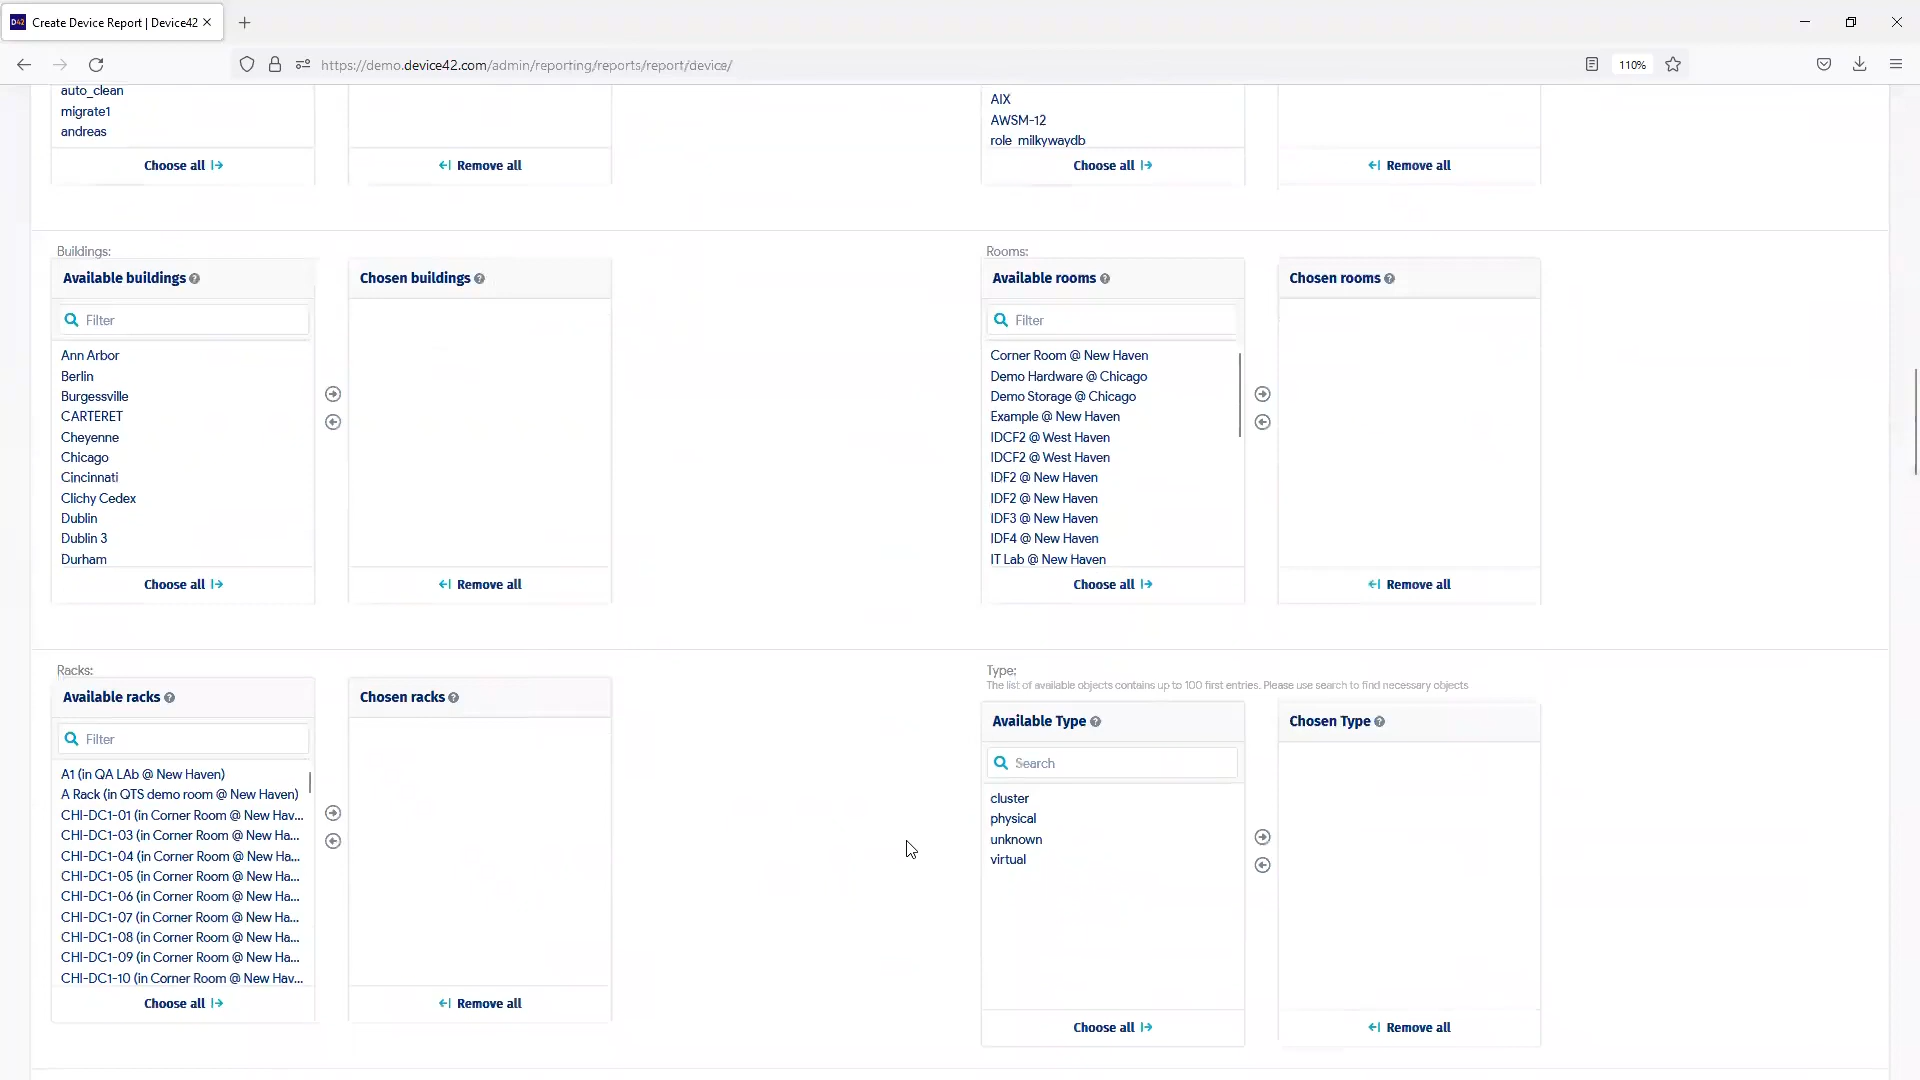 Create Device Report | Device42
https://demo.device42.com/admin/reporting/reports/report/device/
110%
auto_clean
migrate1
andreas
Choose all
Remove all
AIX
AWSM-12
role_milkywaydb
Choose all
Remove all
Buildings:
Available buildings
Chosen buildings
Filter
Ann Arbor
Berlin
Burgessville
CARTERET
Cheyenne
Chicago
Cincinnati
Clichy Cedex
Dublin
Dublin 3
Durham
Choose all
Remove all
Rooms:
Available rooms
Chosen rooms
Filter
Corner Room @ New Haven
Demo Hardware @ Chicago
Demo Storage @ Chicago
Example @ New Haven
IDCF2 @ West Haven
IDCF2 @ West Haven
IDF2 @ New Haven
IDF2 @ New Haven
IDF3 @ New Haven
IDF4 @ New Haven
IT Lab @ New Haven
Choose all
Remove all
Racks:
Available racks
Chosen racks
Filter
A1 (in QA LAb @ New Haven)
A Rack (in QTS demo room @ New Haven)
CHI-DC1-01 (in Corner Room @ New Hav...
CHI-DC1-03 (in Corner Room @ New Ha...
CHI-DC1-04 (in Corner Room @ New Ha...
CHI-DC1-05 (in Corner Room @ New Ha...
CHI-DC1-06 (in Corner Room @ New Ha...
CHI-DC1-07 (in Corner Room @ New Ha...
CHI-DC1-08 (in Corner Room @ New Ha...
CHI-DC1-09 (in Corner Room @ New Ha...
CHI-DC1-10 (in Corner Room @ New Hav...
Choose all
Remove all
Type:
The list of available objects contains up to 100 first entries. Please use search to find necessary objects
Available Type
Chosen Type
Search
cluster
physical
unknown
virtual
Choose all
Remove all